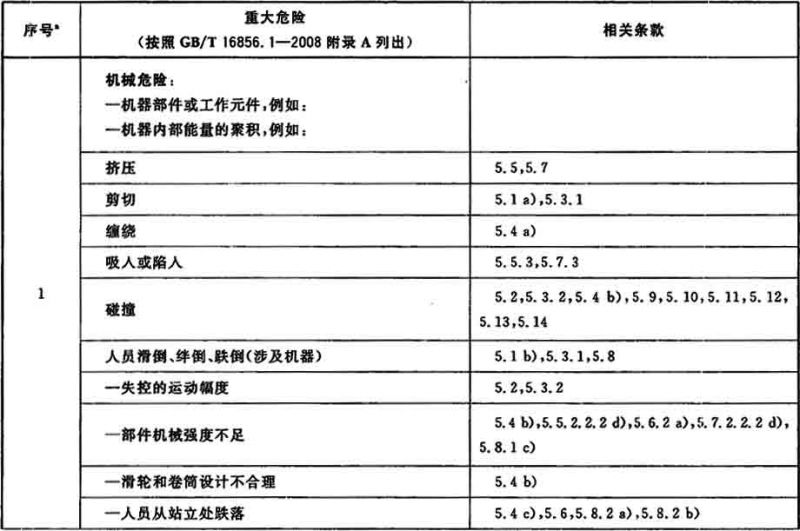 序号a
重大危险
(按照 GB/T 16856.1—2008 附录 A 列出)
相关条款
1
机械危险:
—机器部件或工作元件,例如:
—机器内部能量的聚积,例如:
挤压
5.5,5.7
剪切
5.1 a),5.3.1
缠绕
5.4 a)
吸人或陷人
5.5.3,5.7.3
碰撞
5.2,5.3.2,5.4 b),5.9,5.10,5.11,5.12,
5.13,5.14
人员滑倒、绊倒、跌倒(涉及机器)
5.1 b),5.3.1,5.8
—失控的运动幅度
5.2,5.3.2
—部件机械强度不足
5.4 b),5.5.2.2.2 d),5.6.2 a),5.7.2.2.2 d),
5.8.1 c)
—滑轮和卷筒设计不合理
5.4 b)
—人员从站立处跌落
5.4 c),5.6,5.8.2 a),5.8.2 b)